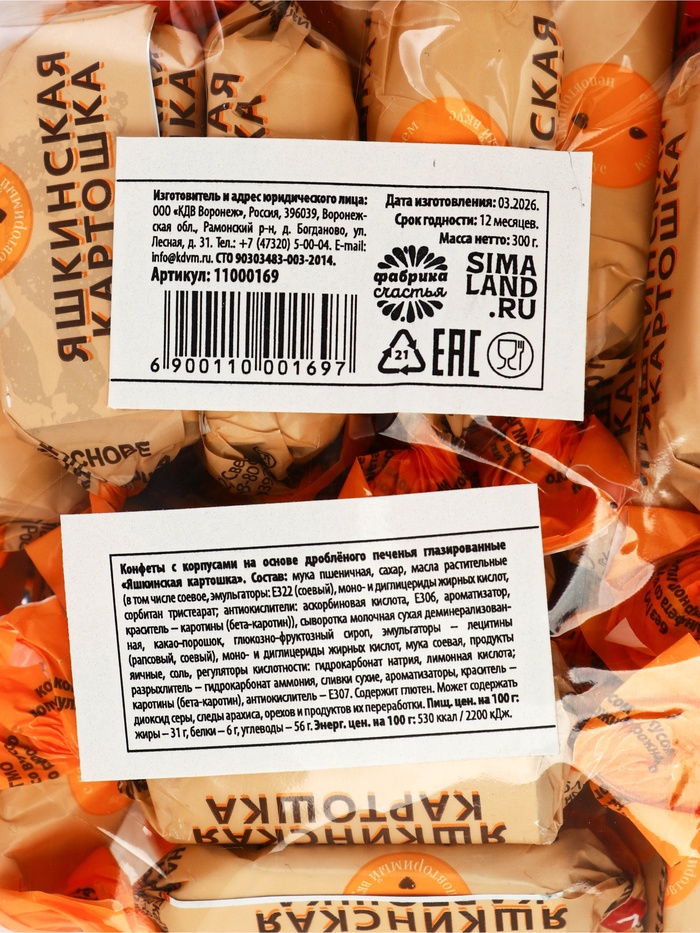 ЯШКИНСКАЯ
КАРТОШКА
Изготовитель и адрес юридического лица:
ООО «КДВ Воронеж», Россия, 396039, Воронеж-
ская обл., Рамонский р-н, д. Богданово, ул.
Лесная, д. 31. Тел.: +7 (47320) 5-00-04. E-mail:
info@kdvm.ru. СТО 90303483-003-2014.
Артикул: 11000169
6 900110 001697
Дата изготовления: 03.2026.
Срок годности: 12 месяцев.
Масса нетто: 300 г.
фабрика
счастья
SIMA
LAND
.RU
21
EAC
Конфеты с корпусами на основе дроблёного печенья глазированные
«Яшкинская картошка». Состав: мука пшеничная, сахар, масла растительные
(в том числе соевое, эмульгаторы: Е322 (соевый), моно- и диглицериды жирных кислот,
сорбитан тристеарат; антиокислители: аскорбиновая кислота, Е306, ароматизатор,
краситель – каротины (бета-каротин)), сыворотка молочная сухая деминерализован-
ная, какао-порошок, глюкозно-фруктозный сироп, эмульгаторы – лецитины
(рапсовый, соевый), моно- и диглицериды жирных кислот, мука соевая, продукты
яичные, соль, регуляторы кислотности: гидрокарбонат натрия, лимонная кислота;
разрыхлитель – гидрокарбонат аммония, сливки сухие, ароматизаторы, краситель –
каротины (бета-каротин), антиокислитель – Е307. Содержит глютен. Может содержать
диоксид серы, следы арахиса, орехов и продуктов их переработки. Пищ. цен. на 100 г:
жиры – 31 г, белки – 6 г, углеводы – 56 г. Энерг. цен. на 100 г: 530 ккал / 2200 кДж.
ЯШКИНСКАЯ
КАРТОШКА
ЯШКИНСКАЯ